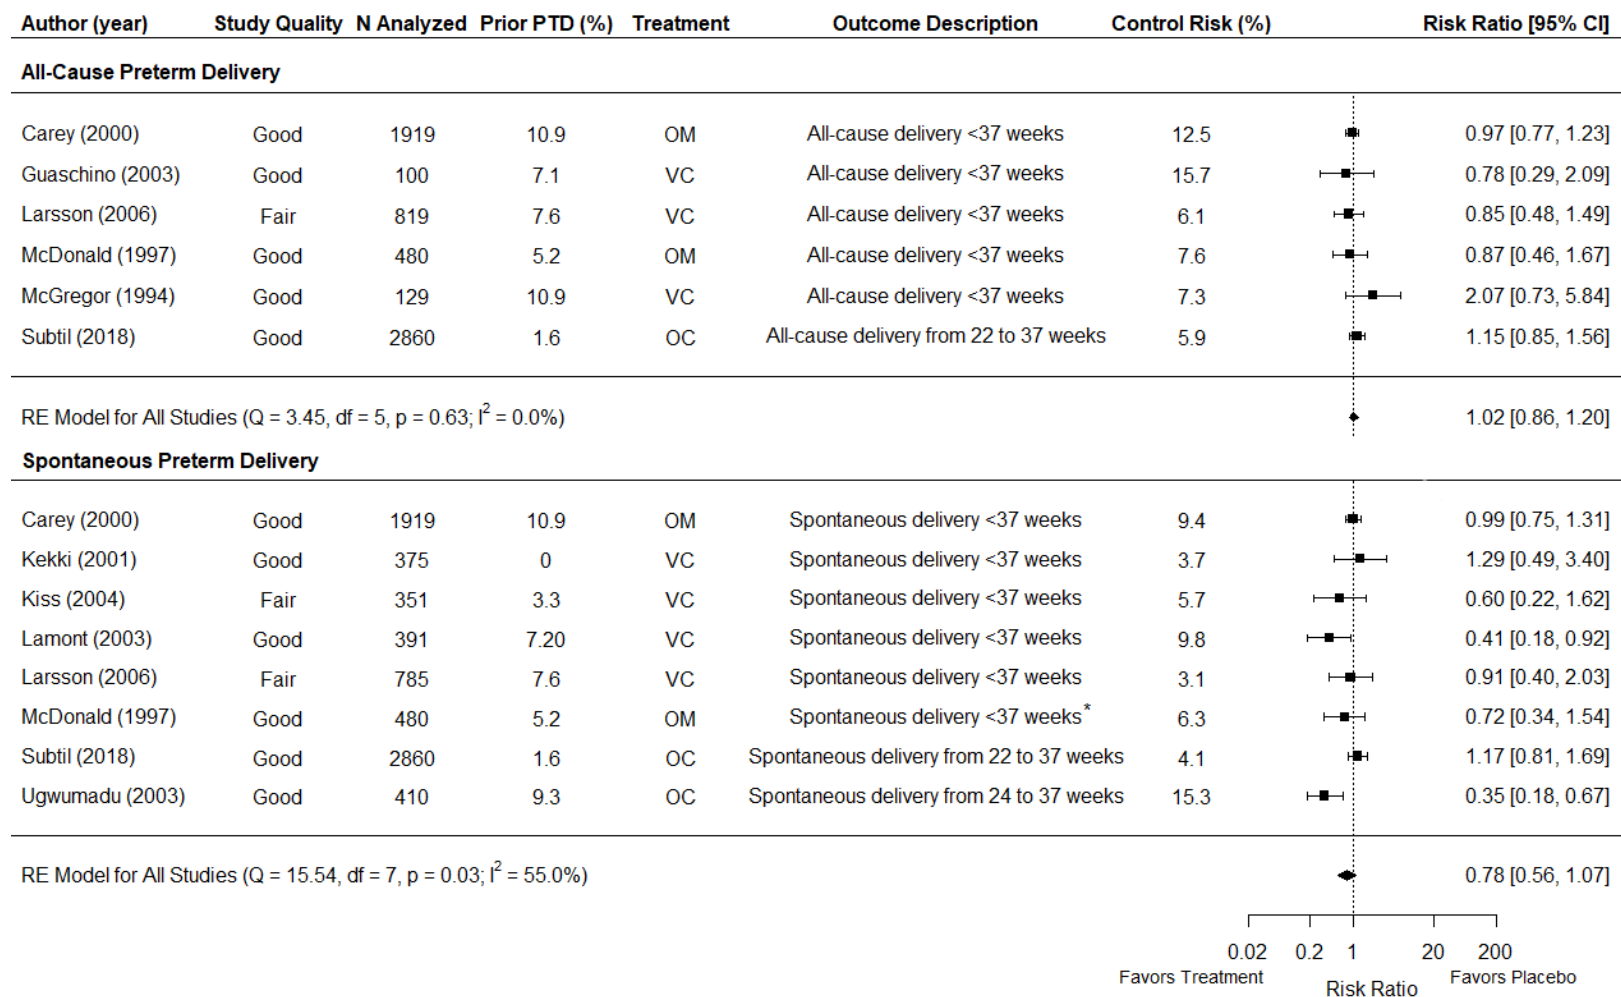 Author (year) Study Quality N Analyzed Prior PTD (%) Treatment Outcome Description Control Risk (%) Risk Ratio [95% CI]
All-Cause Preterm Delivery
Carey (2000) Good 1919 10.9 OM All-cause delivery <37 weeks 12.5 0.97 [0.77, 1.23]
Guaschino (2003) Good 100 7.1 VC All-cause delivery <37 weeks 15.7 0.78 [0.29, 2.09]
Larsson (2006) Fair 819 7.6 VC All-cause delivery <37 weeks 6.1 0.85 [0.48, 1.49]
McDonald (1997) Good 480 5.2 OM All-cause delivery <37 weeks 7.6 0.87 [0.46, 1.67]
McGregor (1994) Good 129 10.9 VC All-cause delivery <37 weeks 7.3 2.07 [0.73, 5.84]
Subtil (2018) Good 2860 1.6 OC All-cause delivery from 22 to 37 weeks 5.9 1.15 [0.85, 1.56]
RE Model for All Studies (Q = 3.45, df = 5, p = 0.63; I² = 0.0%) 1.02 [0.86, 1.20]
Spontaneous Preterm Delivery
Carey (2000) Good 1919 10.9 OM Spontaneous delivery <37 weeks 9.4 0.99 [0.75, 1.31]
Kekki (2001) Good 375 0 VC Spontaneous delivery <37 weeks 3.7 1.29 [0.49, 3.40]
Kiss (2004) Fair 351 3.3 VC Spontaneous delivery <37 weeks 5.7 0.60 [0.22, 1.62]
Lamont (2003) Good 391 7.20 VC Spontaneous delivery <37 weeks 9.8 0.41 [0.18, 0.92]
Larsson (2006) Fair 785 7.6 VC Spontaneous delivery <37 weeks 3.1 0.91 [0.40, 2.03]
McDonald (1997) Good 480 5.2 OM Spontaneous delivery <37 weeks* 6.3 0.72 [0.34, 1.54]
Subtil (2018) Good 2860 1.6 OC Spontaneous delivery from 22 to 37 weeks 4.1 1.17 [0.81, 1.69]
Ugwumadu (2003) Good 410 9.3 OC Spontaneous delivery from 24 to 37 weeks 15.3 0.35 [0.18, 0.67]
RE Model for All Studies (Q = 15.54, df = 7, p = 0.03; I² = 55.0%) 0.78 [0.56, 1.07]
0.02 0.2 1 20 200
Favors Treatment Favors Placebo
Risk Ratio